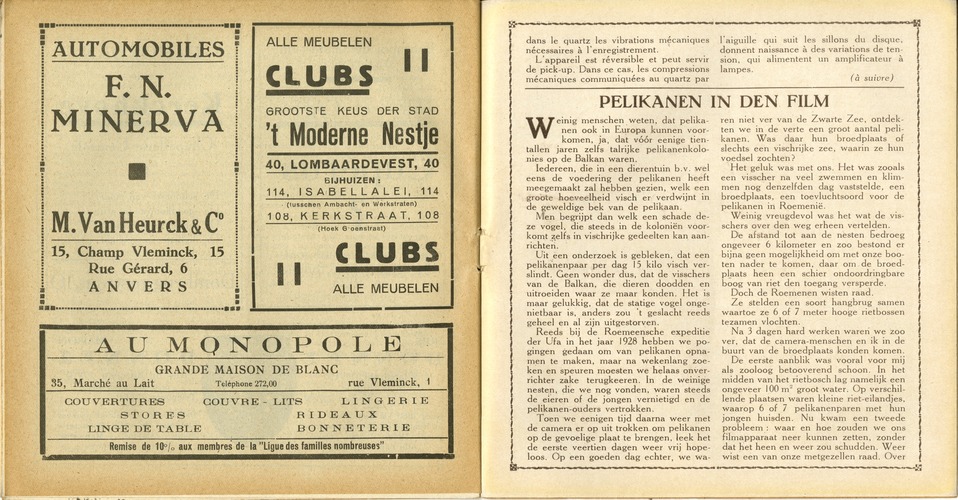 AUTOMOBILES
F. N.
MINERVA
M. Van Heurck & Cº
15, Champ Vleminck, 15
Rue Gérard, 6
ANVERS
ALLE MEUBELEN
CLUBS
GROOTSTE KEUS DER STAD
't Moderne Nestje
40, LOMBAARDEVEST, 40
BIJHUIZEN :
114, ISABELLALEI, 114
(tusschen Ambacht- en Werkstraten)
108, KERKSTRAAT, 108
(Hoek Groenstraat)
CLUBS
ALLE MEUBELEN
AU MONOPOLE
GRANDE MAISON DE BLANC
35, Marché au Lait Téléphone 272,00 rue Vleminck, 1
COUVERTURES COUVRE-LITS LINGERIE
STORES RIDEAUX
LINGE DE TABLE BONNETERIE
Remise de 10% aux membres de la "Ligue des familles nombreuses"
dans le quartz les vibrations mécaniques
nécessaires à l'enregistrement.
L'appareil est réversible et peut servir
de pick-up. Dans ce cas, les compressions
mécaniques communiquées au quartz par
l'aiguille qui suit les sillons du disque,
donnent naissance à des variations de ten-
sion, qui alimentent un amplificateur à
lampes.
(à suivre)
PELIKANEN IN DEN FILM
Weinig menschen weten, dat pelika-
nen ook in Europa kunnen voor-
komen, ja, dat vóór eenige tien-
tallen jaren zelfs talrijke pelikanenkolo-
nies op de Balkan waren.
Iedereen, die in een dierentuin b.v. wel
eens de voedering der pelikanen heeft
meegemaakt zal hebben gezien, welk een
groote hoeveelheid visch er verdwijnt in
de geweldige bek van de pelikaan.
Men begrijpt dan welk een schade de-
ze vogel, die steeds in de koloniën voor-
komt zelfs in vischrijke gedeelten kan aan-
richten.
Uit een onderzoek is gebleken, dat een
pelikanenpaar per dag 15 kilo visch ver-
slindt. Geen wonder dus, dat de visschers
van de Balkan, die dieren doodden en
uitroeiden waar ze maar konden. Het is
maar gelukkig, dat de statige vogel onge-
nietbaar is, anders zou 't geslacht reeds
geheel en al zijn uitgestorven.
Reeds bij de Roemeensche expeditie
der Ufa in het jaar 1928 hebben we po-
gingen gedaan om van pelikanen opna-
men te maken, maar na wekenlang zoe-
ken en speuren moesten we helaas onver-
richter zake terugkeeren. In de weinige
nesten, die we nog vonden, waren steeds
de eieren of de jongen vernietigd en de
pelikanen-ouders vertrokken.
Toen we eenigen tijd daarna weer met
de camera er op uit trokken om pelikanen
op de gevoelige plaat te brengen, leek het
de eerste veertien dagen weer vrij hope-
loos. Op een goeden dag echter, we wa-
ren niet ver van de Zwarte Zee, ontdek-
ten we in de verte een groot aantal peli-
kanen. Was daar hun broedplaats of
slechts een vischrijke zee, waarin ze hun
voedsel zochten?
Het geluk was met ons. Het was zooals
een visscher na veel zwemmen en klim-
men nog denzelfden dag vaststelde, een
broedplaats, een toevluchtsoord voor de
pelikanen in Roemenië.
Weinig vreugdevol was het wat de vis-
schers over den weg erheen vertelden.
De afstand tot aan de nesten bedroeg
ongeveer 6 kilometer en zoo bestond er
bijna geen mogelijkheid om met onze boo-
ten nader te komen, daar om de broed-
plaats heen een schier ondoordringbare
boog van riet den toegang versperde.
Doch de Roemenen wisten raad.
Ze stelden een soort hangbrug samen
waartoe ze 6 of 7 meter hooge rietbossen
tezamen vlochten.
Na 3 dagen hard werken waren we zoo
ver, dat de camera-menschen en ik in de
buurt van de broedplaats konden komen.
De eerste aanblik was vooral voor mij
als zooloog betooverend schoon. In het
midden van het rietbosch lag namelijk een
ongeveer 100 m² groot water. Op verschil-
lende plaatsen waren kleine riet-eilandjes,
waarop 6 of 7 pelikanenparen met hun
jongen huisden. Nu kwam een tweede
probleem : waar en hoe zouden we ons
filmapparaat neer kunnen zetten, zonder
dat het heen en weer zou schudden. Weer
wist een van onze metgezellen raad. Over